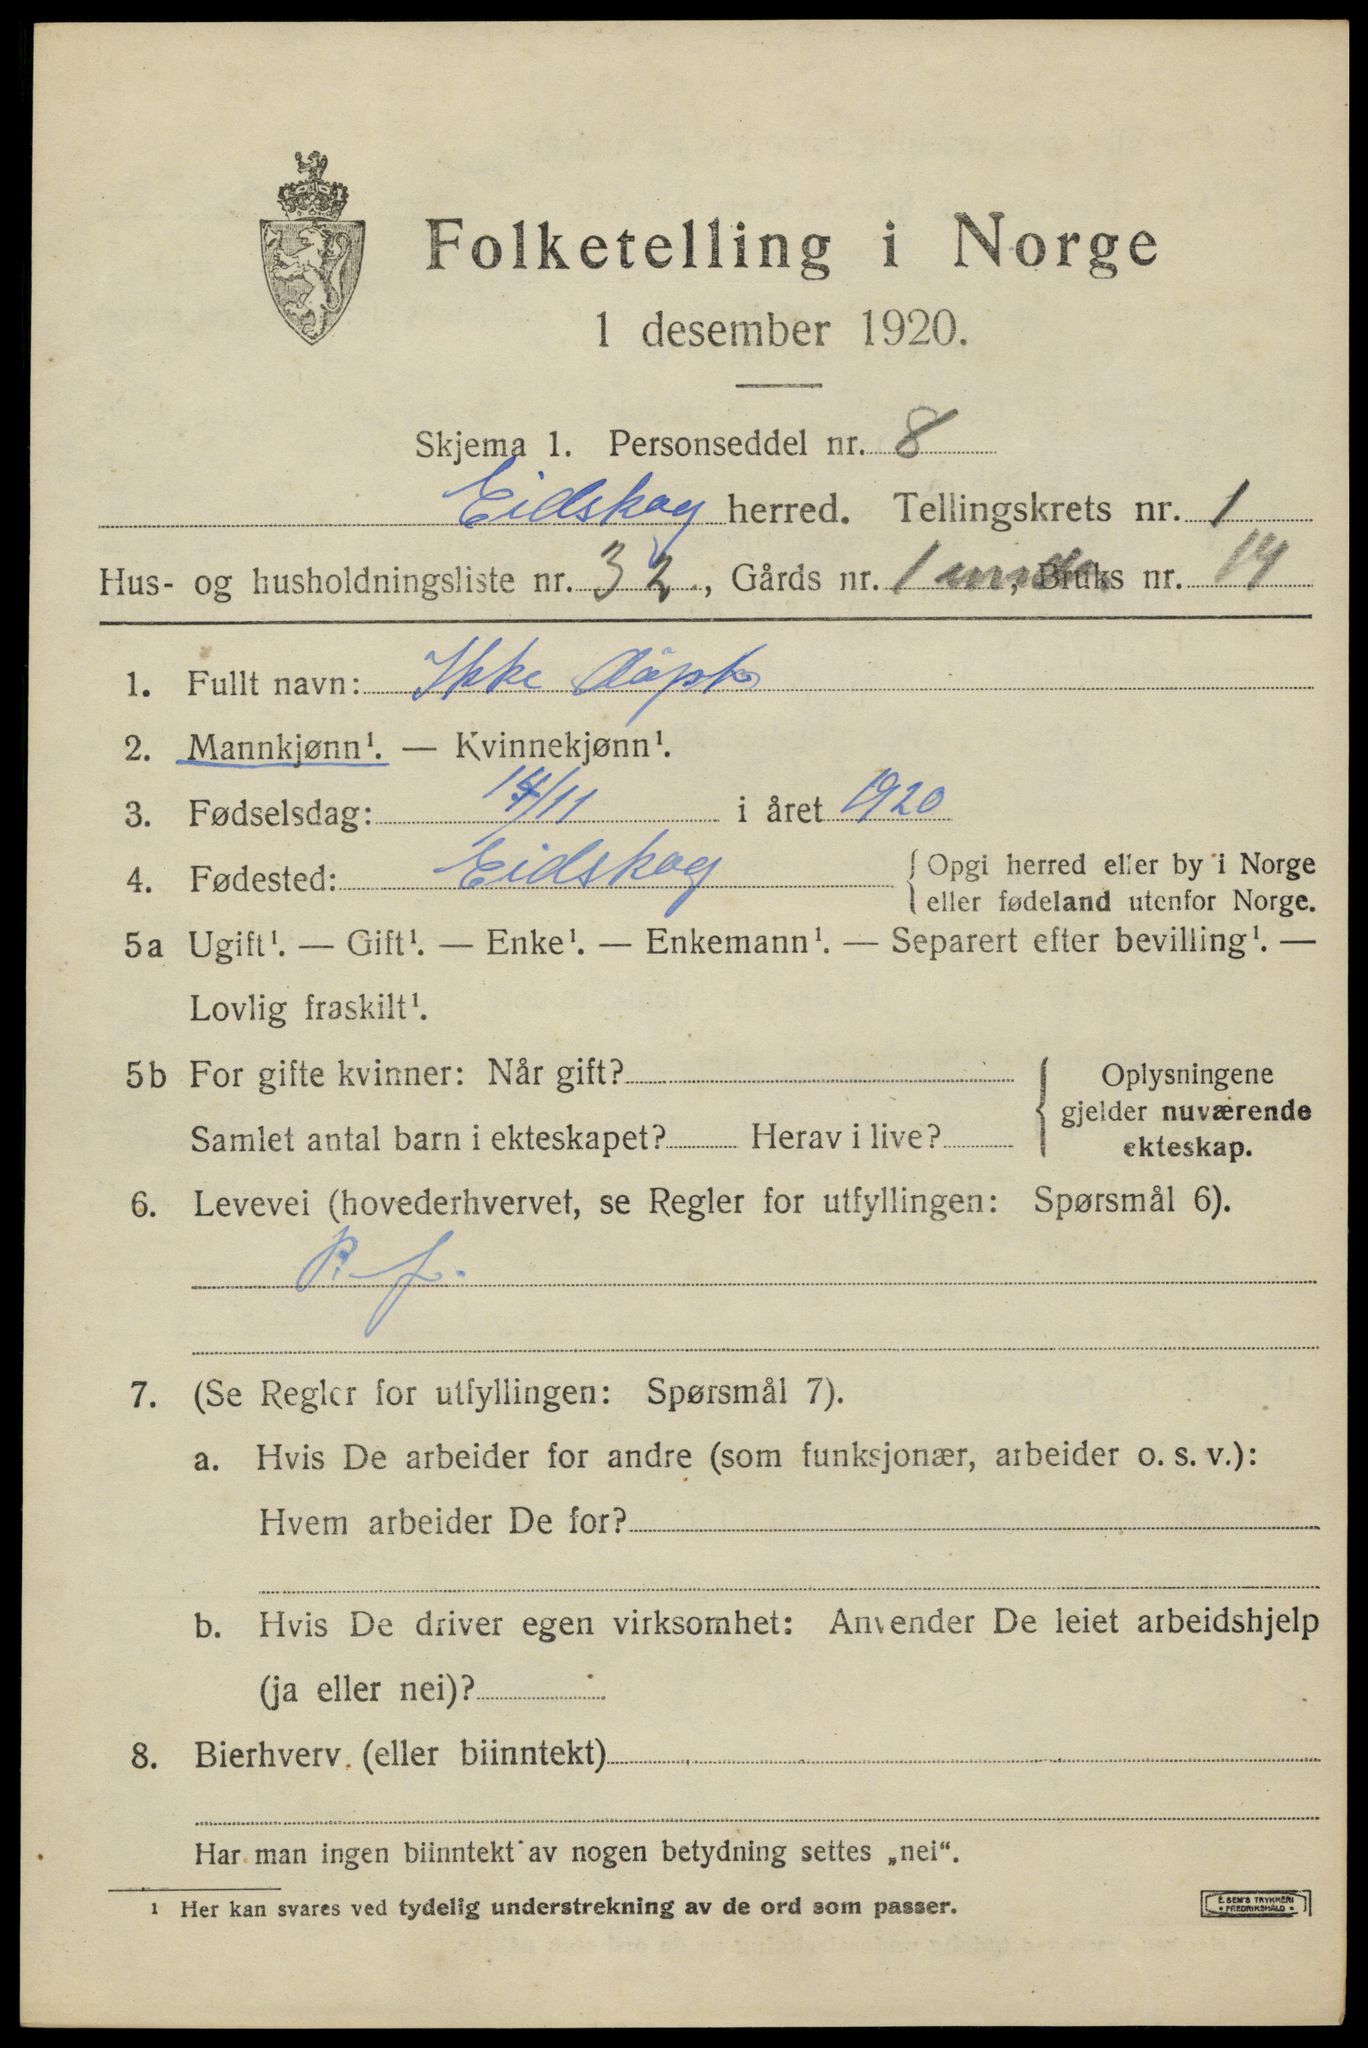 Folketelling i Norge
1 desember 1920.
Skjema 1. Personseddel nr. 8
Eidskog herred. Tellingskrets nr. 1
Hus- og husholdningsliste nr. 32, Gårds nr. 1 Bruks nr. 14
1. Fullt navn: Ikke döpt
2. Mannkjønn¹. — Kvinnekjønn¹.
3. Fødselsdag: 14/11 i året 1920
4. Fødested: Eidskog { Opgi herred eller by i Norge
eller fødeland utenfor Norge.
5a Ugift¹. — Gift¹. — Enke¹. — Enkemann¹. — Separert efter bevilling¹. —
Lovlig fraskilt¹.
5b For gifte kvinner: Når gift? { Oplysningene
gjelder nuværende
Samlet antal barn i ekteskapet? Herav i live? ekteskap.
6. Levevei (hovederhvervet, se Regler for utfyllingen: Spørsmål 6).
P. f.
7. (Se Regler for utfyllingen: Spørsmål 7).
a. Hvis De arbeider for andre (som funksjonær, arbeider o. s. v.):
Hvem arbeider De for?
b. Hvis De driver egen virksomhet: Anvender De leiet arbeidshjelp
(ja eller nei)?
8. Bierhverv (eller biinntekt)
Har man ingen biinntekt av nogen betydning settes „nei“.
¹ Her kan svares ved tydelig understrekning av de ord som passer.
E. SEM'S TRYKKERI
FREDRIKSHALD